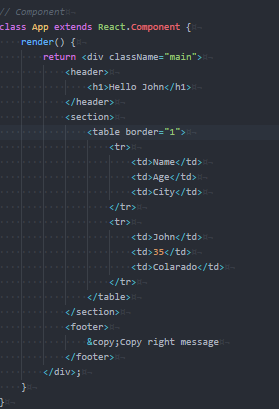 // Component
class App extends React.Component {
render() {
return <div className="main">
<header>
<h1>Hello John</h1>
</header>
<section>
<table border="1">
<tr>
<td>Name</td>
<td>Age</td>
<td>City</td>
</tr>
<tr>
<td>John</td>
<td>35</td>
<td>Colarado</td>
</tr>
</table>
</section>
<footer>
&copy;Copy right message
</footer>
</div>;
}
}